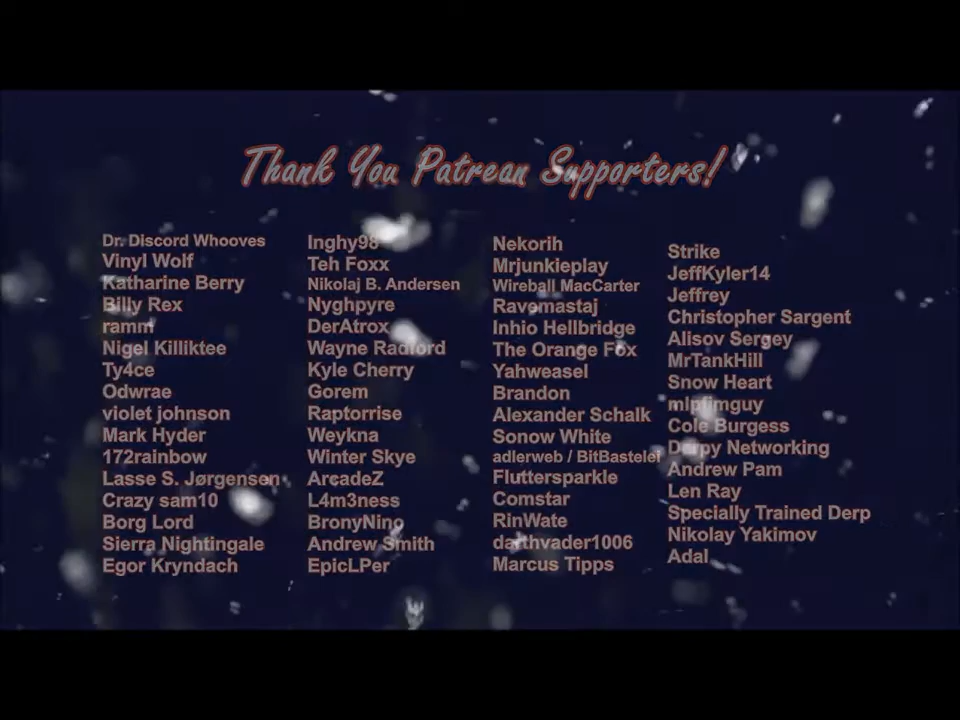 Thank You Patreon Supporters!
Dr. Discord Whooves
Vinyl Wolf
Katharine Berry
Billy Rex
ramm
Nigel Killiktee
Ty4ce
Odwrae
violet johnson
Mark Hyder
172rainbow
Lasse S. Jørgensen
Crazy sam10
Borg Lord
Sierra Nightingale
Egor Kryndach
Inghy98
Teh Foxx
Nikolaj B. Andersen
Nyghpyre
DerAtrox
Wayne Radford
Kyle Cherry
Gorem
Raptorrise
Weykna
Winter Skye
ArcadeZ
L4m3ness
BronyNino
Andrew Smith
EpicLPer
Nekorih
Mrjunkieplay
Wireball MacCarter
Ravemastaj
Inhio Hellbridge
The Orange Fox
Yahweasel
Brandon
Alexander Schalk
Sonow White
adlerweb / BitBastelei
Fluttersparkle
Comstar
RinWate
darthvader1006
Marcus Tipps
Strike
JeffKyler14
Jeffrey
Christopher Sargent
Alisov Sergey
MrTankHill
Snow Heart
mlpfimguy
Cole Burgess
Derpy Networking
Andrew Pam
Len Ray
Specially Trained Derp
Nikolay Yakimov
Adal